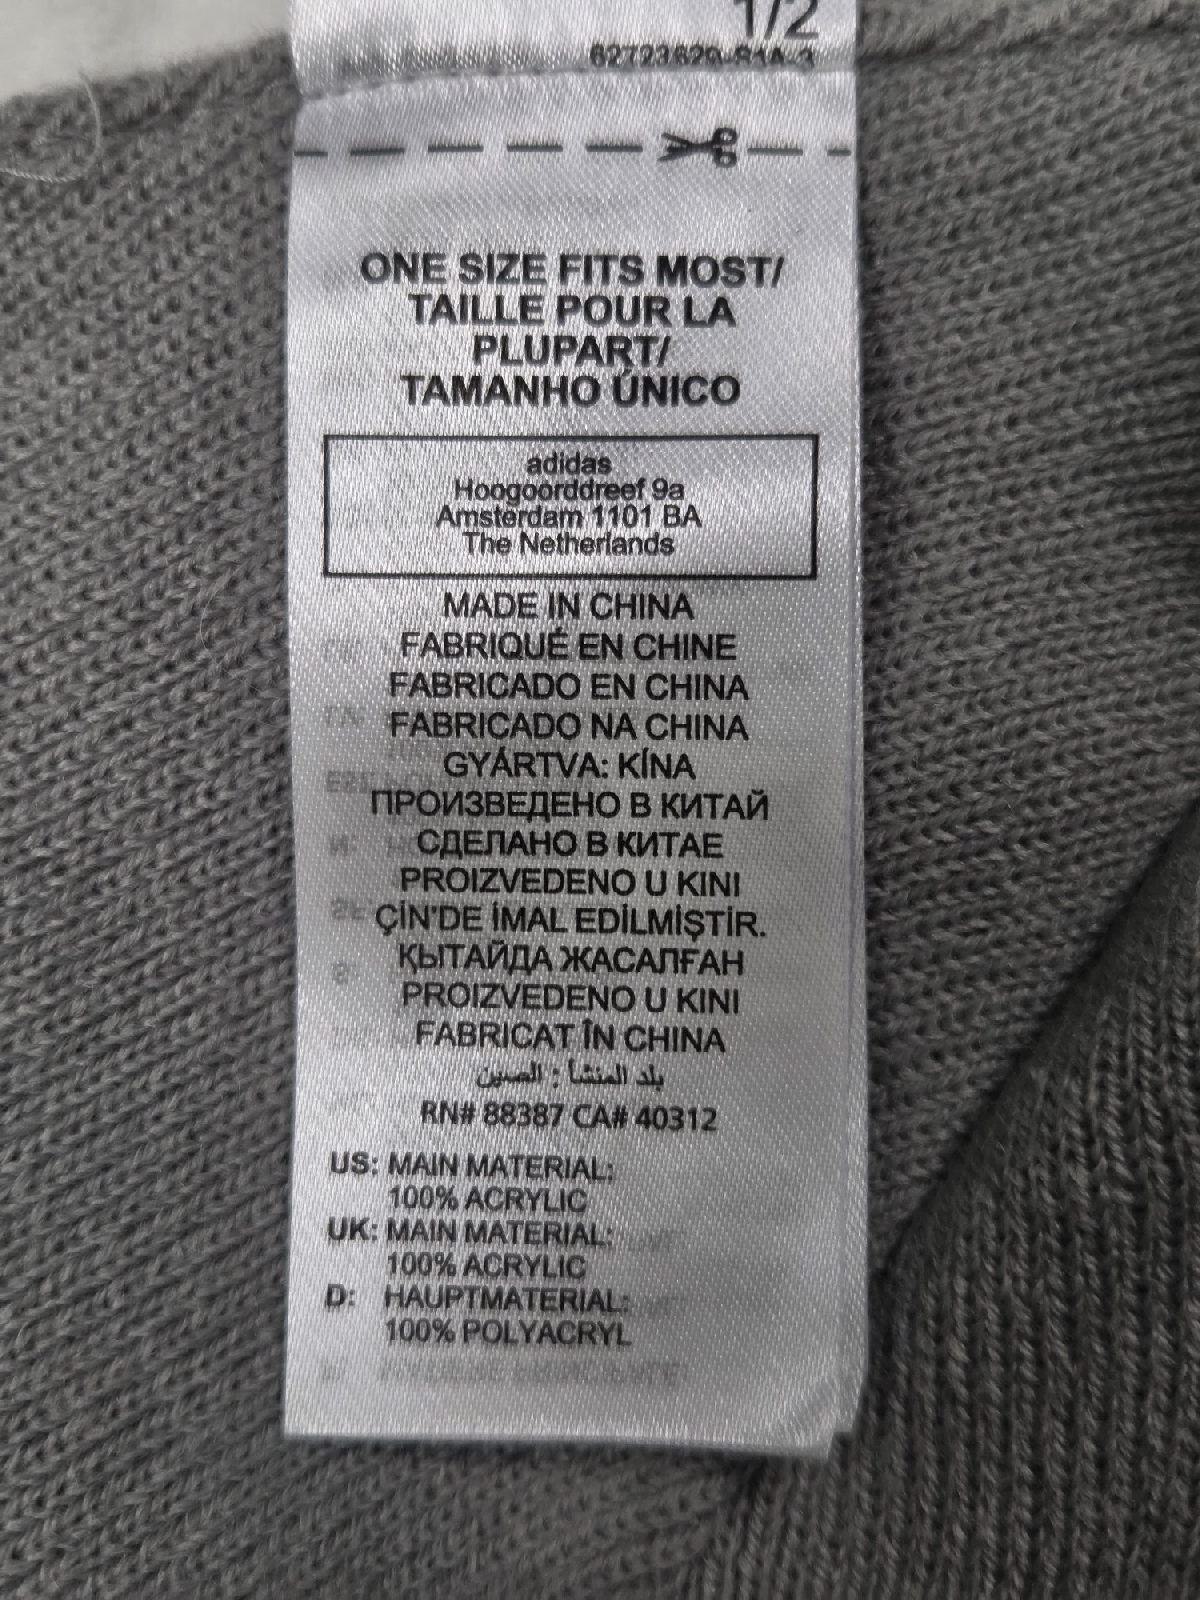 1/2
62723629-S1A-3
ONE SIZE FITS MOST/
TAILLE POUR LA
PLUPART/
TAMANHO ÚNICO
adidas
Hoogoorddreef 9a
Amsterdam 1101 BA
The Netherlands
MADE IN CHINA
FABRIQUÉ EN CHINE
FABRICADO EN CHINA
FABRICADO NA CHINA
GYÁRTVA: KÍNA
ПРОИЗВЕДЕНО В КИТАЙ
СДЕЛАНО В КИТАЕ
PROIZVEDENO U KINI
ÇİN'DE İMAL EDİLMİŞTİR.
ҚЫТАЙДА ЖАСАЛҒАН
PROIZVEDENO U KINI
FABRICAT ÎN CHINA
بلد المنشأ : الصين
RN# 88387 CA# 40312
US: MAIN MATERIAL:
100% ACRYLIC
UK: MAIN MATERIAL:
100% ACRYLIC
D: HAUPTMATERIAL:
100% POLYACRYL